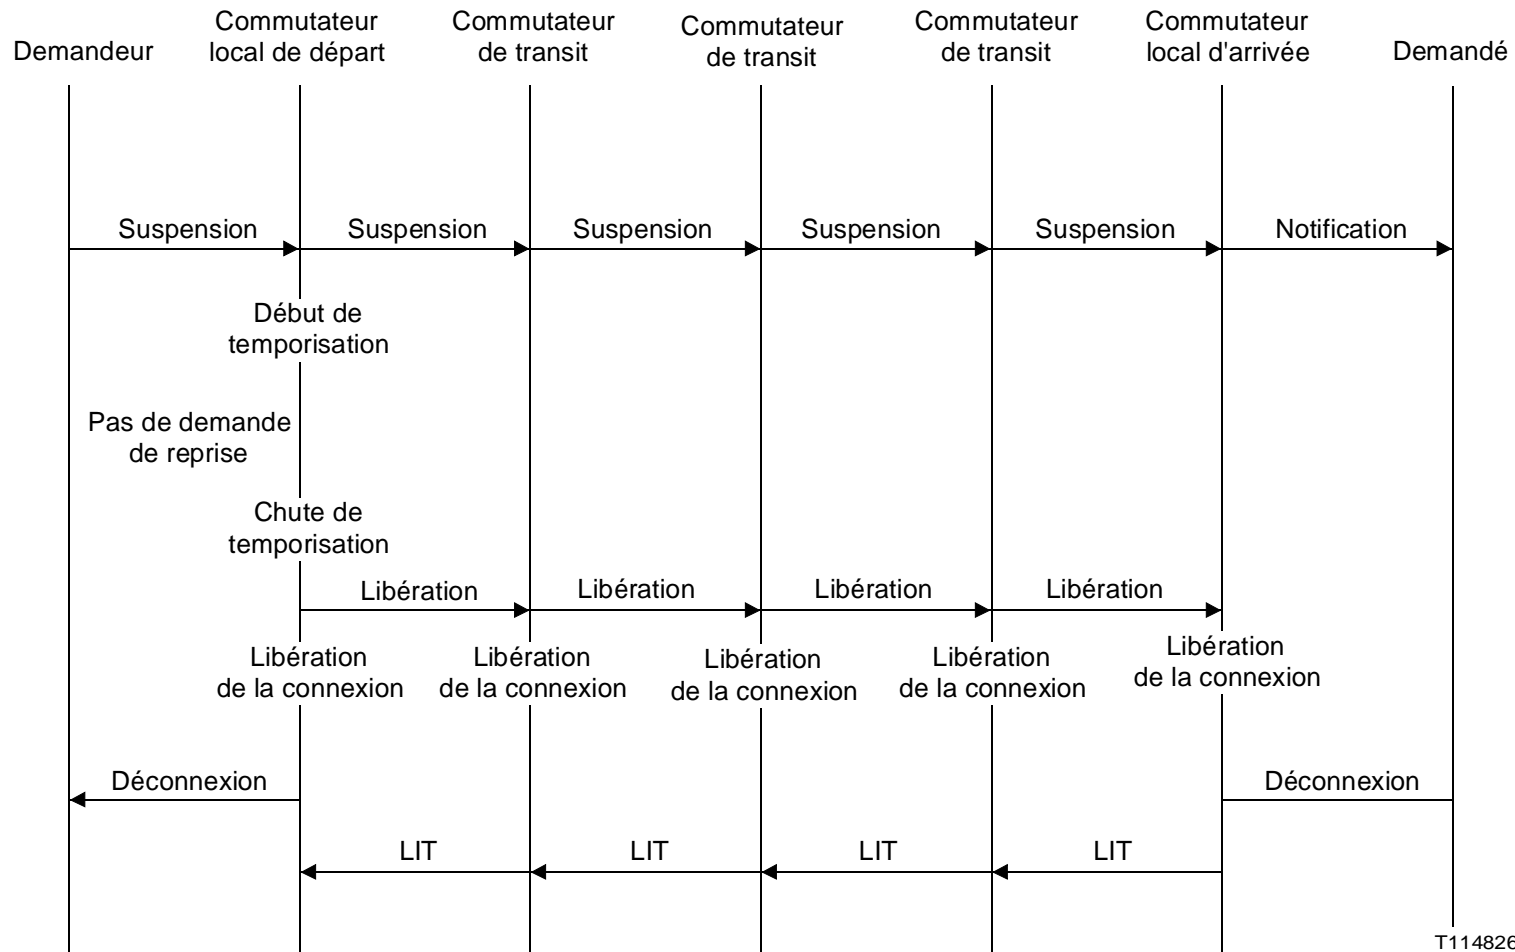 Demandeur
Commutateur
local de départ
Commutateur
de transit
Commutateur
de transit
Commutateur
de transit
Commutateur
local d'arrivée
Demandé
Suspension
Suspension
Suspension
Suspension
Suspension
Notification
Début de
temporisation
Pas de demande
de reprise
Chute de
temporisation
Libération
Libération
Libération
Libération
Libération
de la connexion
Libération
de la connexion
Libération
de la connexion
Libération
de la connexion
Libération
de la connexion
Déconnexion
Déconnexion
LIT
LIT
LIT
LIT
T114826